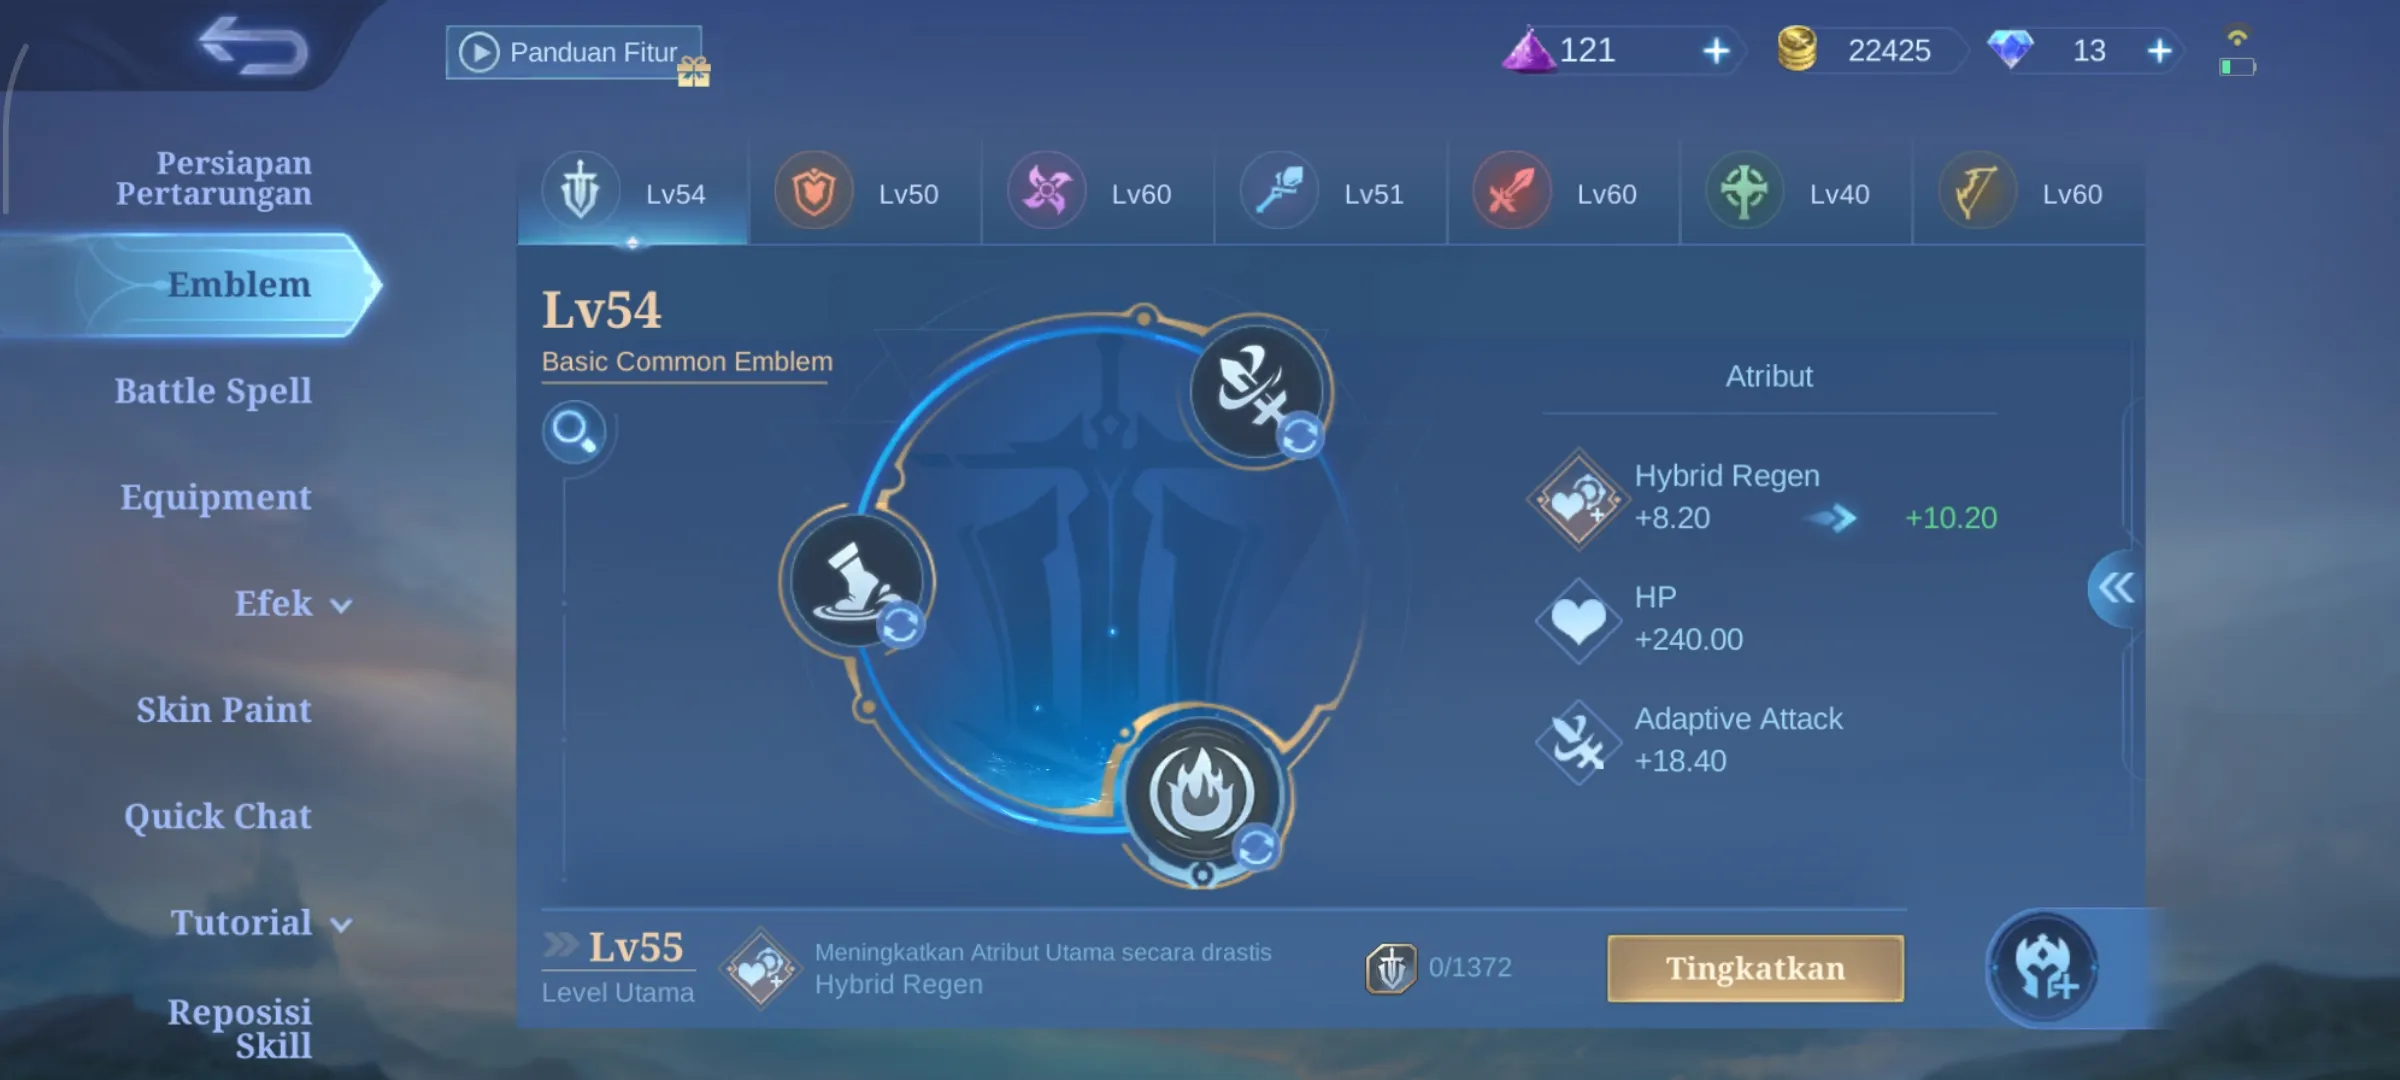 Panduan Fitur
121
22425
13
Persiapan
Pertarungan
Emblem
Battle Spell
Equipment
Efek
Skin Paint
Quick Chat
Tutorial
Reposisi
Skill
Lv54
Lv50
Lv60
Lv51
Lv60
Lv40
Lv60
Lv54
Basic Common Emblem
Atribut
Hybrid Regen
+8.20
+10.20
HP
+240.00
Adaptive Attack
+18.40
Lv55
Level Utama
Meningkatkan Atribut Utama secara drastis
Hybrid Regen
0/1372
Tingkatkan